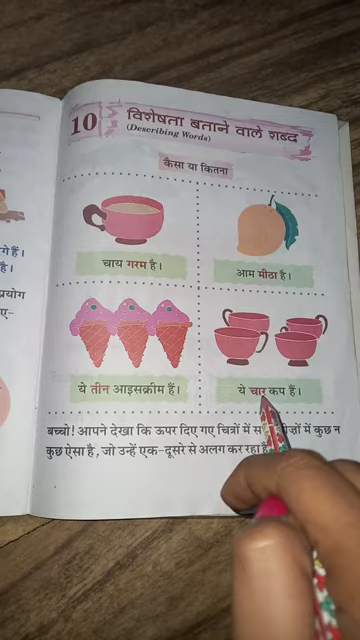 10
विशेषता बताने वाले शब्द
(Describing Words)
कैसा या कितना
चाय गरम है।
आम मीठा है।
ये तीन आइसक्रीम हैं।
ये चार कप हैं।
बच्चो! आपने देखा कि ऊपर दिए गए चित्रों में कुछ न
कुछ ऐसा है, जो उन्हें एक-दूसरे से अलग कर रहा